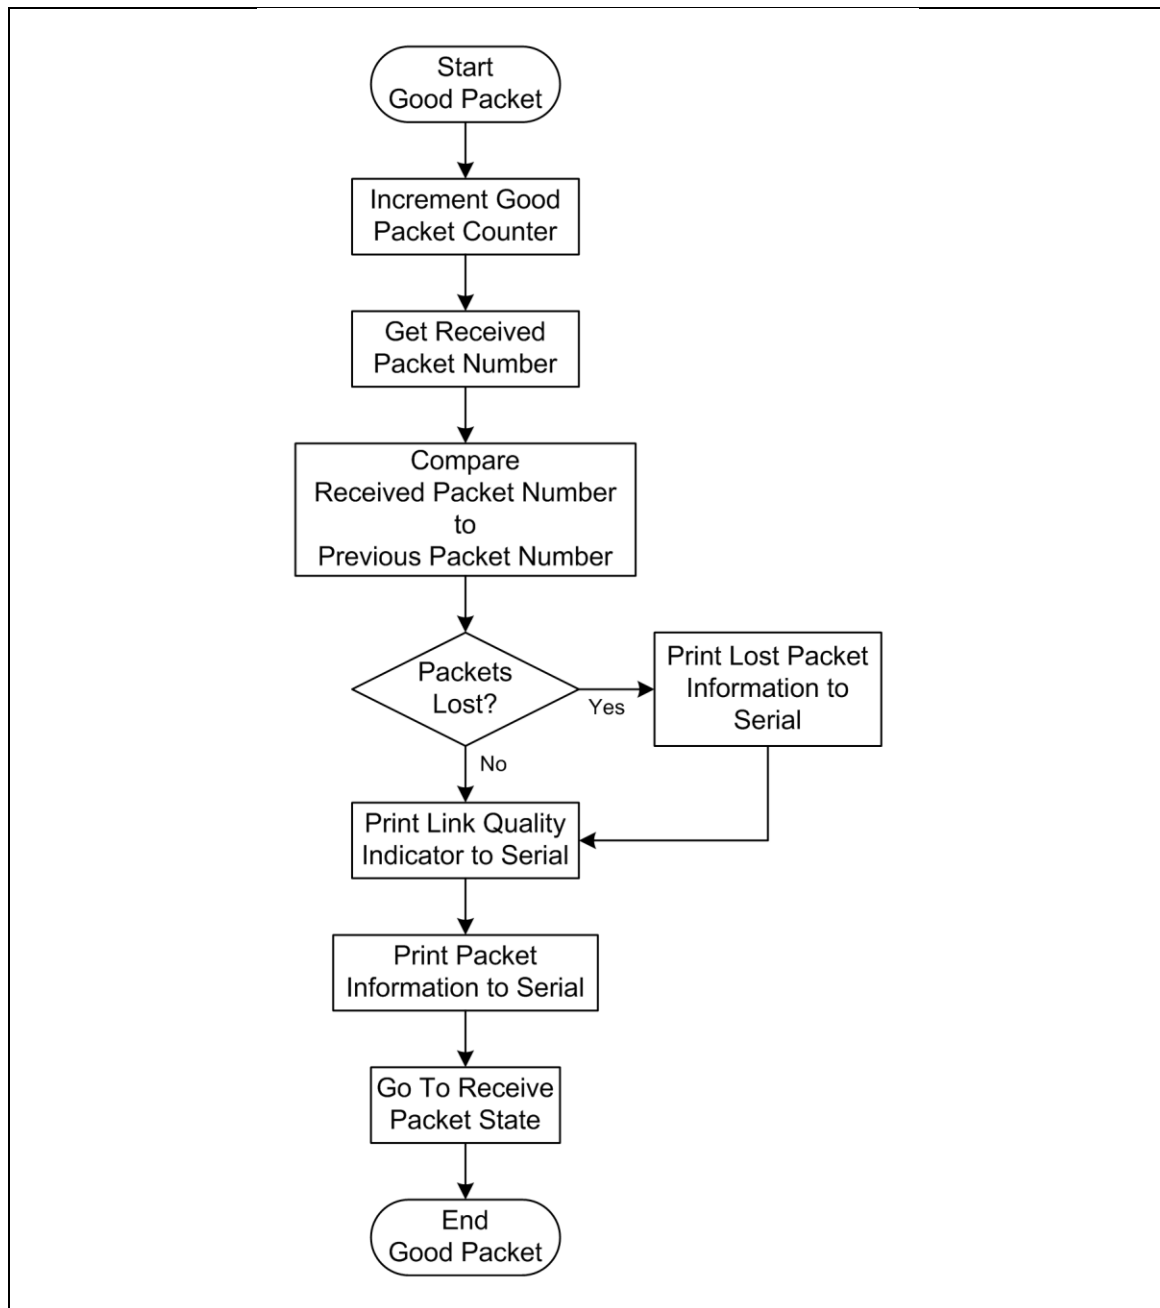 Start
Good Packet
Increment Good
Packet Counter
Get Received
Packet Number
Compare
Received Packet Number
to
Previous Packet Number
Packets
Lost?
Yes
Print Lost Packet
Information to
Serial
No
Print Link Quality
Indicator to Serial
Print Packet
Information to Serial
Go To Receive
Packet State
End
Good Packet